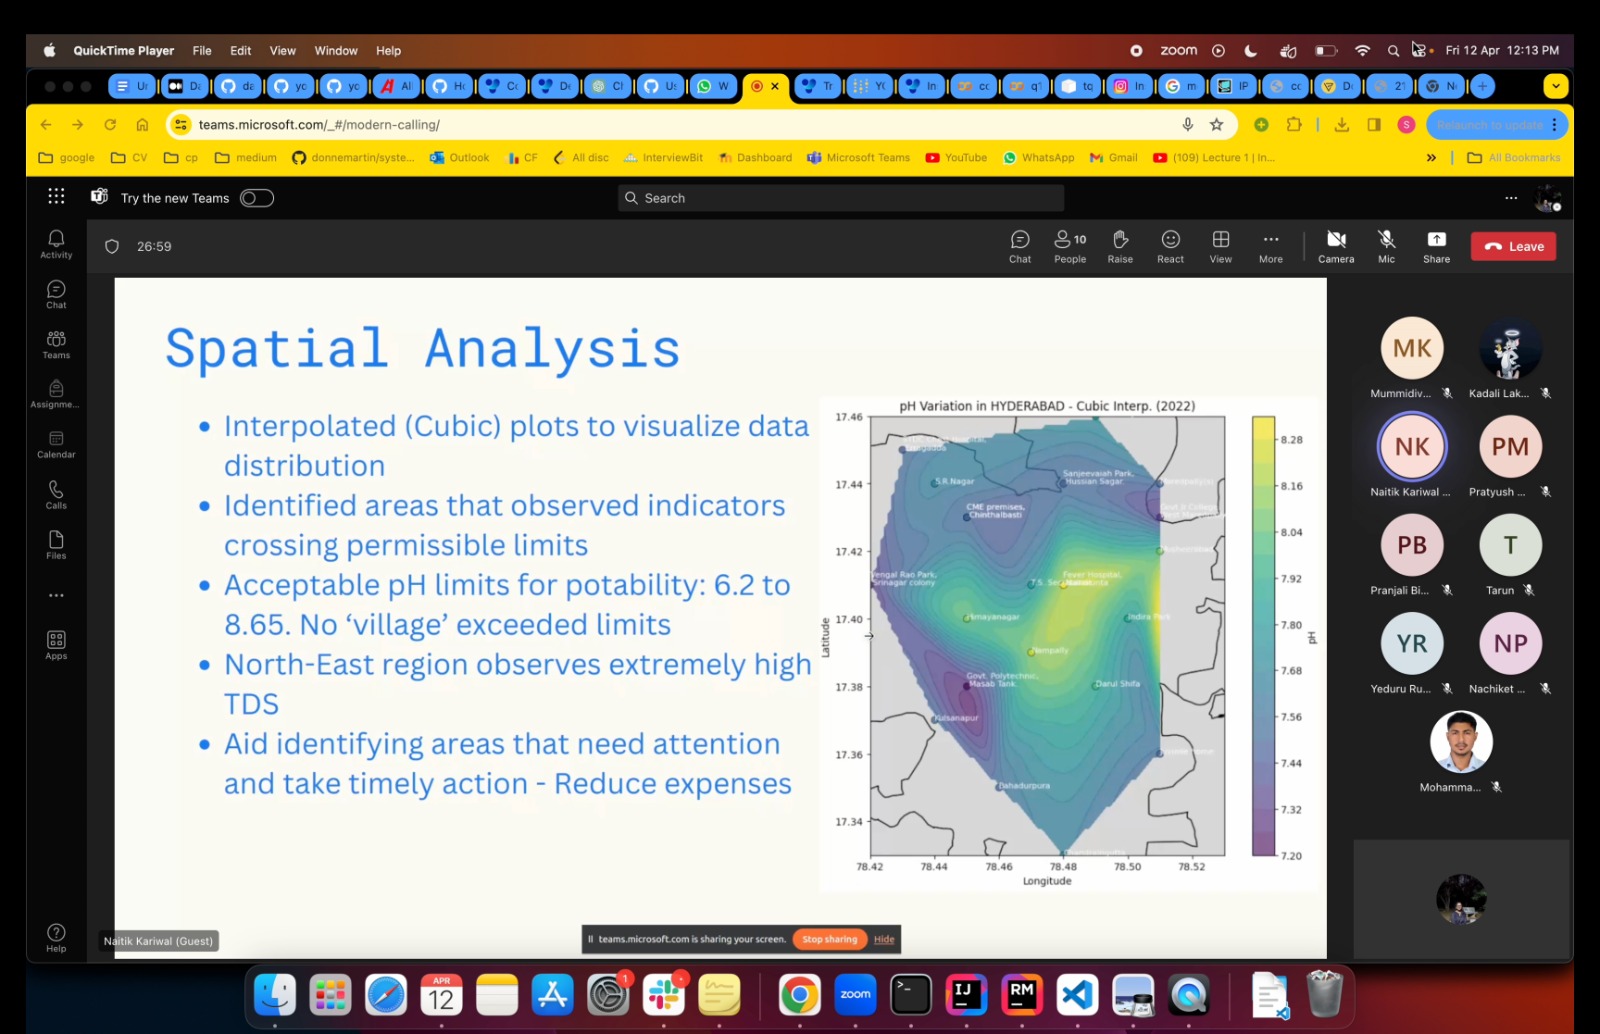 QuickTime Player File Edit View Window Help
zoom Fri 12 Apr 12:13 PM
teams.microsoft.com/_#/modern-calling/
Relaunch to update
google CV cp medium donnemartin/syste... Outlook CF All disc InterviewBit Dashboard Microsoft Teams YouTube WhatsApp Gmail (109) Lecture 1 | In... » All Bookmarks
Try the new Teams
Search
26:59
10
Chat People Raise React View More Camera Mic Share Leave
Activity
Chat
Teams
Assignme...
Calendar
Calls
Files
Apps
Help
Spatial Analysis
• Interpolated (Cubic) plots to visualize data
distribution
• Identified areas that observed indicators
crossing permissible limits
• Acceptable pH limits for potability: 6.2 to
8.65. No ‘village’ exceeded limits
• North-East region observes extremely high
TDS
• Aid identifying areas that need attention
and take timely action - Reduce expenses
pH Variation in HYDERABAD - Cubic Interp. (2022)
17.46
17.44
17.42
17.40
17.38
17.36
17.34
Latitude
78.42 78.44 78.46 78.48 78.50 78.52
Longitude
S.R.Nagar
Sanjeevaiah Park,
Hussian Sagar
CME premises,
Chinthalbasti
Vengal Rao Park,
Srinagar colony
Fever Hospital,
Himayanagar
Indira Park
Nampally
Govt. Polytechnic,
Masab Tank
Darul Shifa
Kulsanapur
Bahadurpura
8.28
8.16
8.04
7.92
7.80
7.68
7.56
7.44
7.32
7.20
pH
MK
Mummidiv...
Kadali Lak...
NK
Naitik Kariwal ...
PM
Pratyush ...
PB
Pranjali Bi...
T
Tarun
YR
Yeduru Ru...
NP
Nachiket ...
Mohamma...
Naitik Kariwal (Guest)
teams.microsoft.com is sharing your screen. Stop sharing Hide
APR
12
1
zoom
IJ
RM